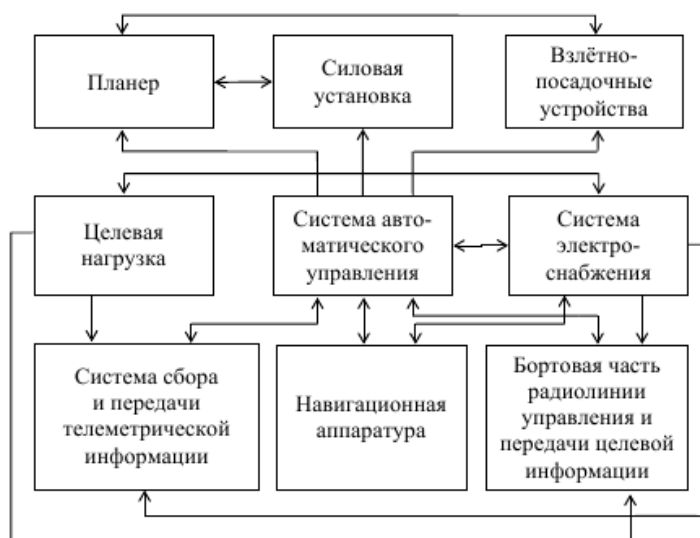 Планер
Силовая
установка
Взлётно-
посадочные
устройства
Целевая
нагрузка
Система авто-
матического
управления
Система
электро-
снабжения
Система сбора
и передачи
телеметрической
информации
Навигационная
аппаратура
Бортовая часть
радиолинии
управления и
передачи целевой
информации